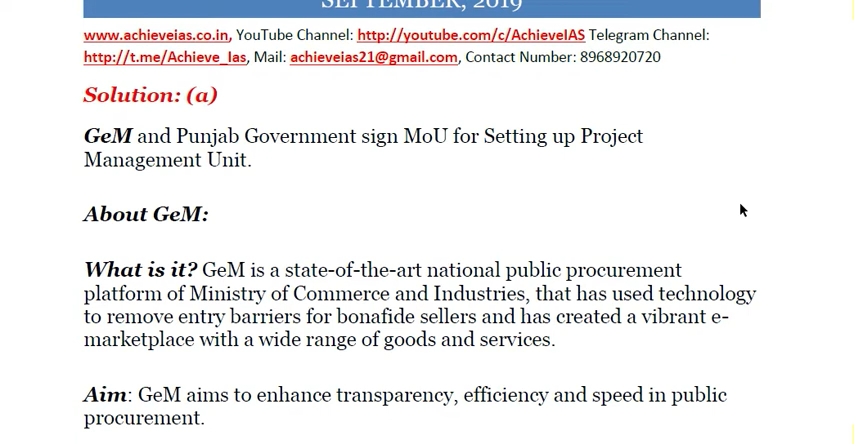 SEPTEMBER, 2019
www.achieveias.co.in, YouTube Channel: http://youtube.com/c/AchieveIAS Telegram Channel:
http://t.me/Achieve_Ias, Mail: achieveias21@gmail.com, Contact Number: 8968920720
Solution: (a)
GeM and Punjab Government sign MoU for Setting up Project
Management Unit.
About GeM:
What is it? GeM is a state-of-the-art national public procurement
platform of Ministry of Commerce and Industries, that has used technology
to remove entry barriers for bonafide sellers and has created a vibrant e-
marketplace with a wide range of goods and services.
Aim: GeM aims to enhance transparency, efficiency and speed in public
procurement.